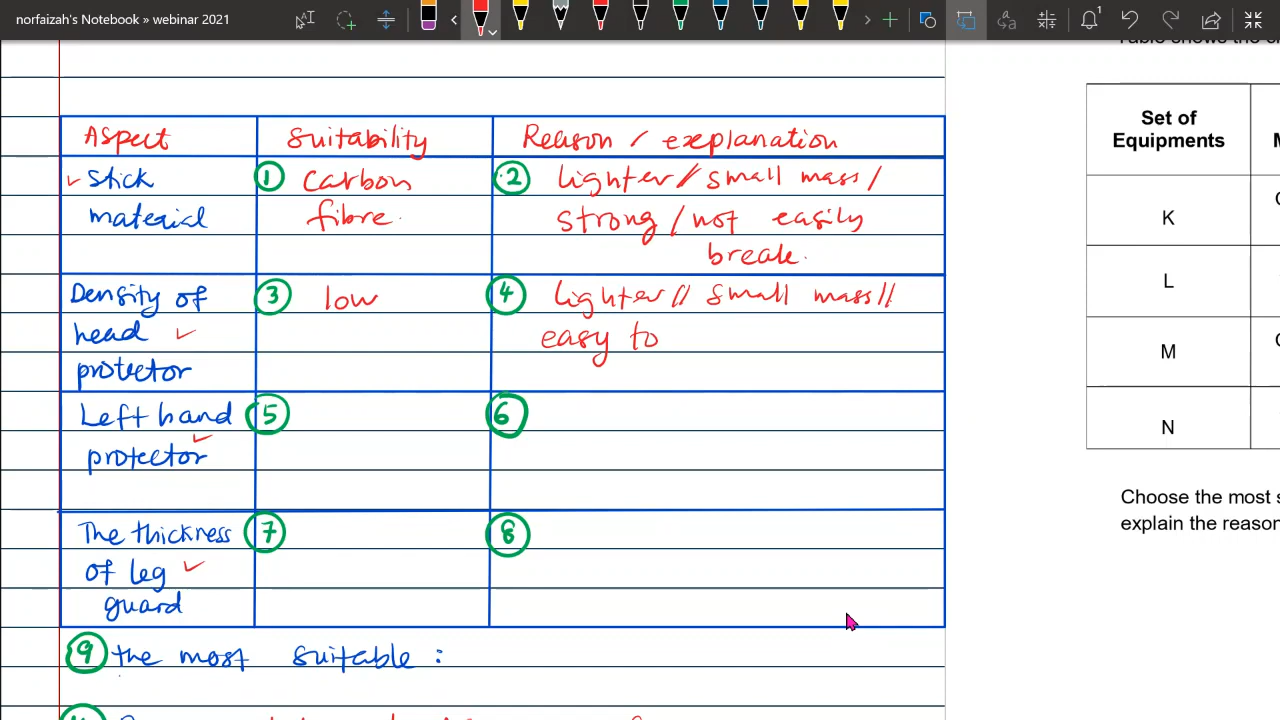 norfaizah's Notebook » webinar 2021
Aspect Suitability Reason / exeplanation
Stick ① Carbon ② lighter // small mass /
material fibre. strong / not easily
break.
Density of ③ low ④ lighter // small mass //
head easy to
protector
Left hand ⑤ ⑥
protector
The thickness ⑦ ⑧
of leg
guard
⑨ the most suitable :
Set of
Equipments
K
L
M
N
Choose the most s
explain the reason